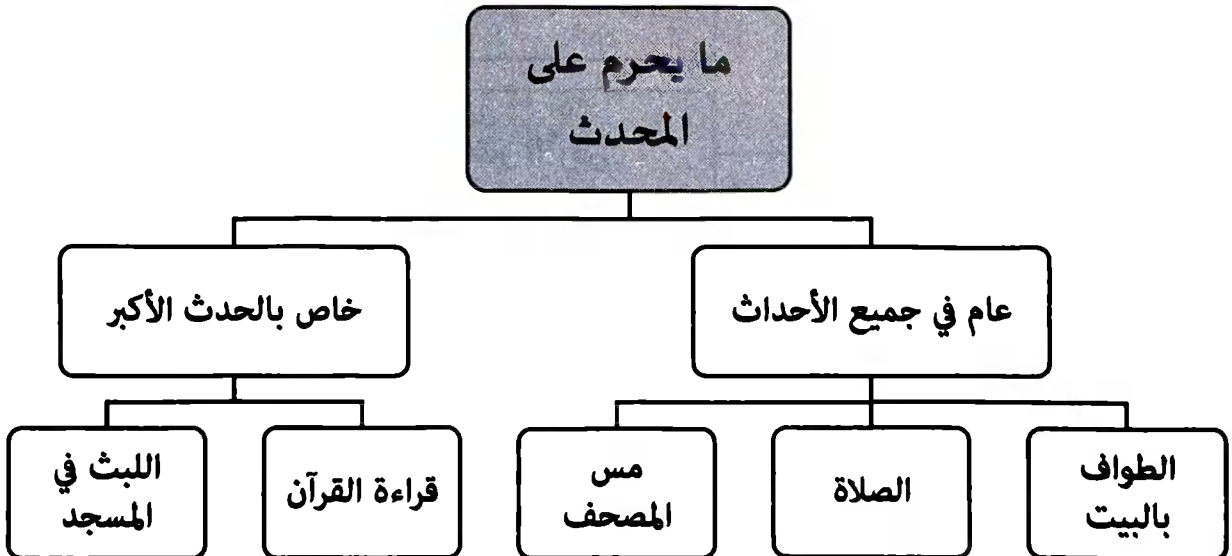 ما يحرم على
المحدث
عام في جميع الأحداث
خاص بالحدث الأكبر
الطواف
بالبيت
الصلاة
مس
المصحف
قراءة القرآن
اللبث في
المسجد